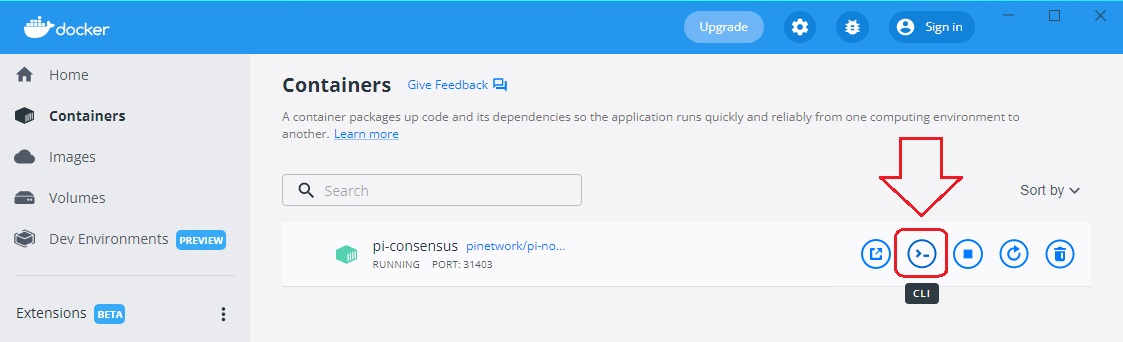 docker
Upgrade
Sign in
Home
Containers
Images
Volumes
Dev Environments PREVIEW
Extensions BETA
Containers Give Feedback
A container packages up code and its dependencies so the application runs quickly and reliably from one computing environment to
another. Learn more
Search
Sort by
pi-consensus pinetwork/pi-no...
RUNNING PORT: 31403
CLI